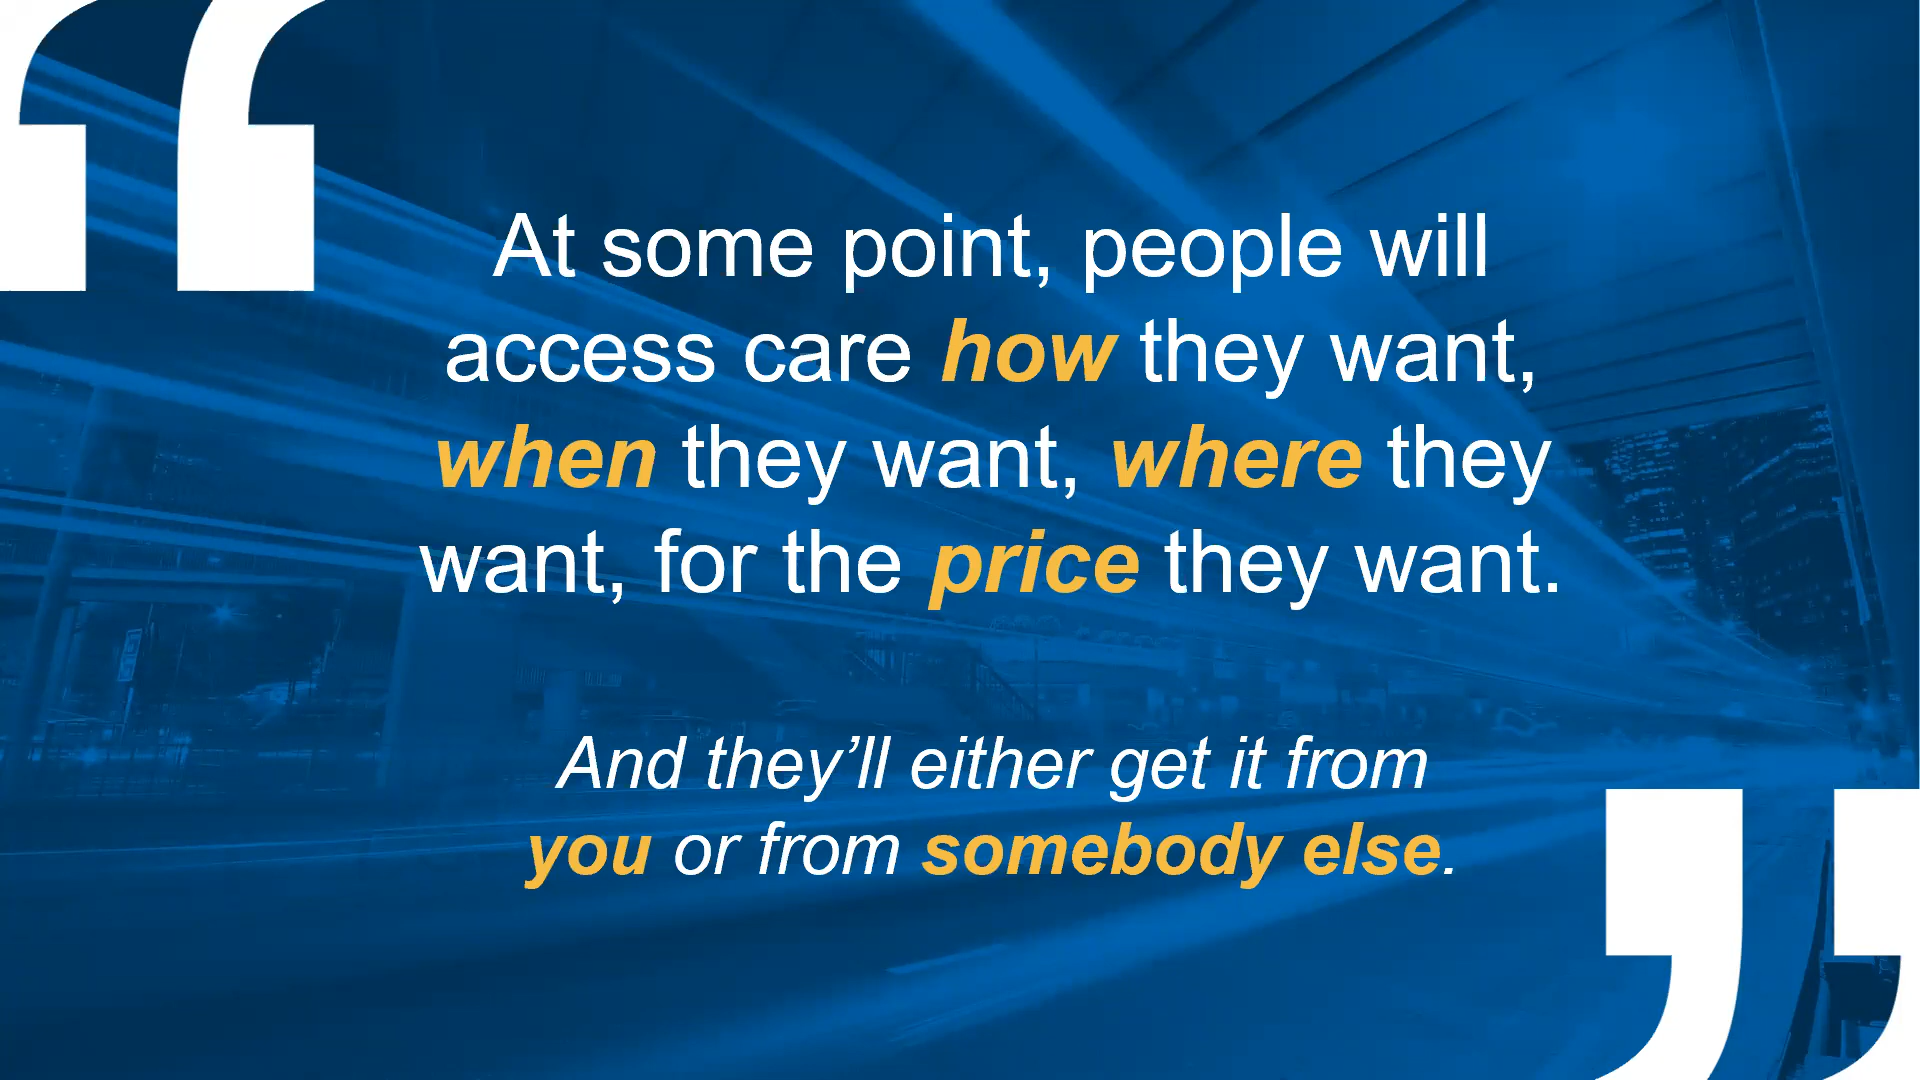 “
At some point, people will
access care how they want,
when they want, where they
want, for the price they want.
And they’ll either get it from
you or from somebody else.
”